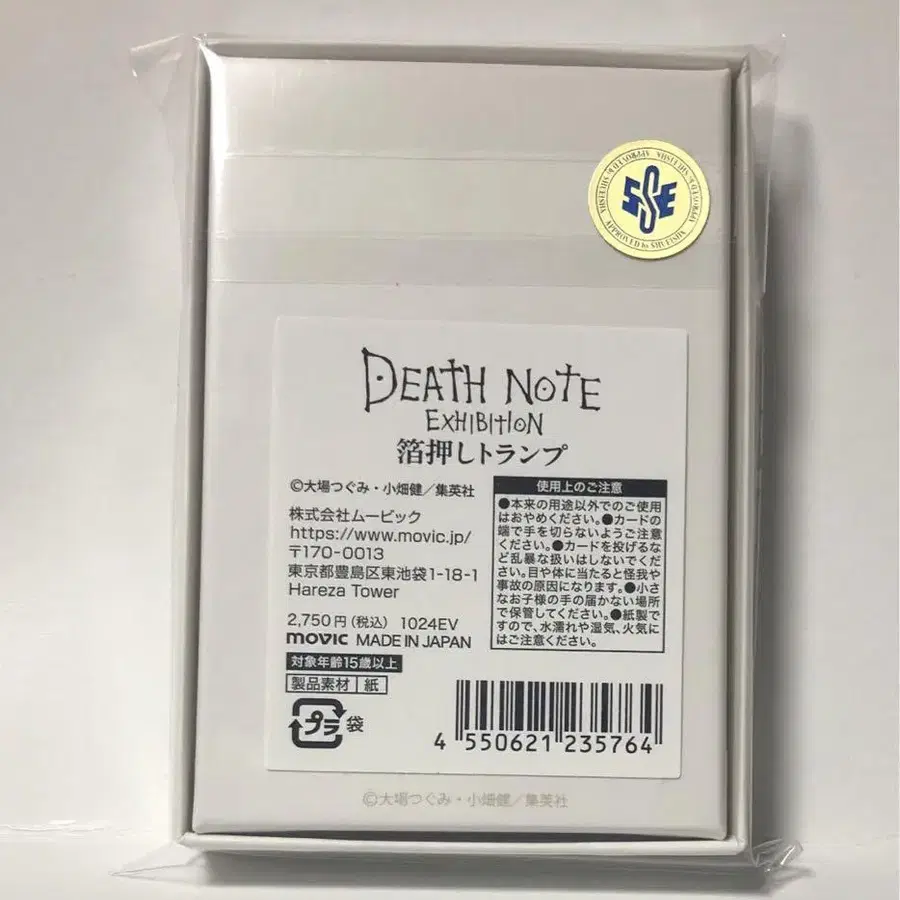 APPROVED by SHUEISHA APPROVED by SHUEISHA
SSE
DEATH NOTE
EXHIBITION
箔押しトランプ
©大場つぐみ・小畑健／集英社
株式会社ムービック
https://www.movic.jp/
〒170-0013
東京都豊島区東池袋1-18-1
Hareza Tower
2,750円(税込) 1024EV
movic MADE IN JAPAN
対象年齢15歳以上
製品素材 紙
プラ 袋
使用上のご注意
●本来の用途以外でのご使用
はおやめください。●カードの
端で手を切らないようご注意
ください。●カードを投げるな
ど乱暴な扱いはしないでくだ
さい。目や体に当たると怪我や
事故の原因になります。●小さ
なお子様の手の届かない場所
で保管してください。●紙製で
すので、水濡れや湿気、火気に
はご注意ください。
4 550621 235764
©大場つぐみ・小畑健／集英社